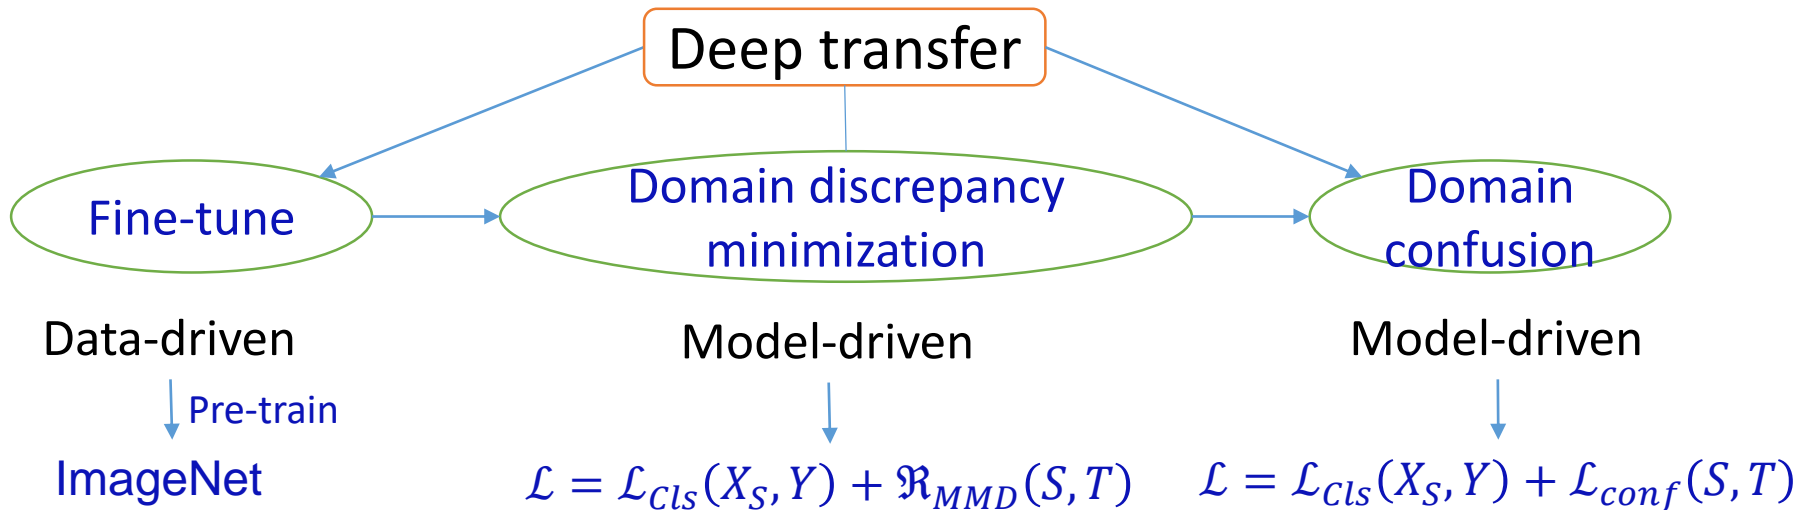 Deep transfer
Fine-tune
Domain discrepancy
minimization
Domain
confusion
Data-driven
Model-driven
Model-driven
Pre-train
ImageNet
ℒ = ℒ_{Cls}(X_S, Y) + ℜ_{MMD}(S, T)
ℒ = ℒ_{Cls}(X_S, Y) + ℒ_{conf}(S, T)